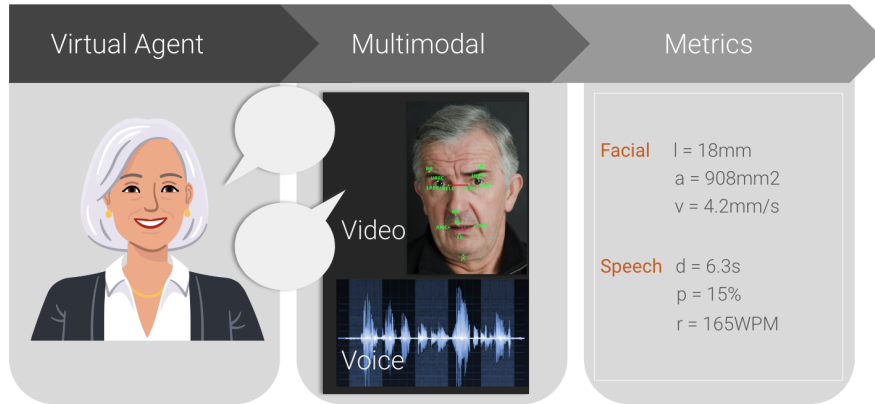 Virtual Agent
Multimodal
Metrics
Video
Voice
Facial l = 18mm
a = 908mm2
v = 4.2mm/s
Speech d = 6.3s
p = 15%
r = 165WPM